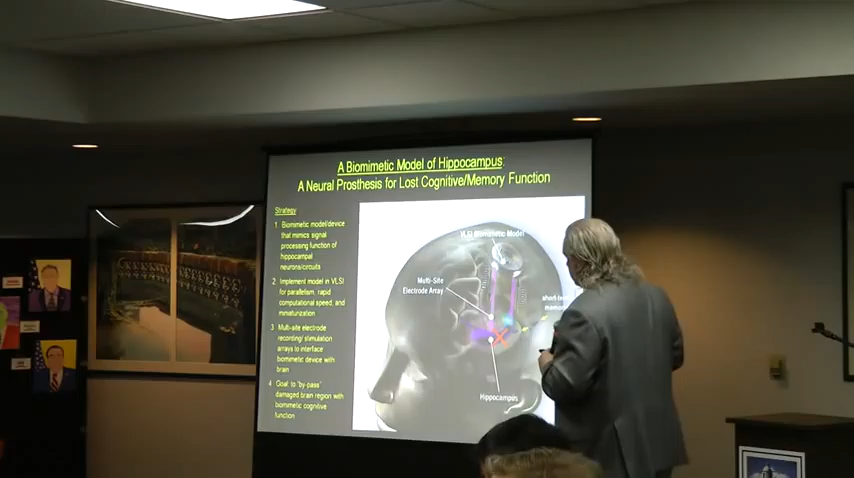 A Biomimetic Model of Hippocampus:
A Neural Prosthesis for Lost Cognitive/Memory Function
Strategy
1 Biomimetic model/device
that mimics signal
processing function of
hippocampal
neurons/circuits
2 Implement model in VLSI
for parallelism, rapid
computational speed, and
miniaturization
3 Multi-site electrode
recording/ stimulation
arrays to interface
biomimetic device with
brain
4 Goal: to "by-pass"
damaged brain region with
biomimetic cognitive
function
VLSI Biomimetic Model
Multi-Site
Electrode Array
Hippocampus